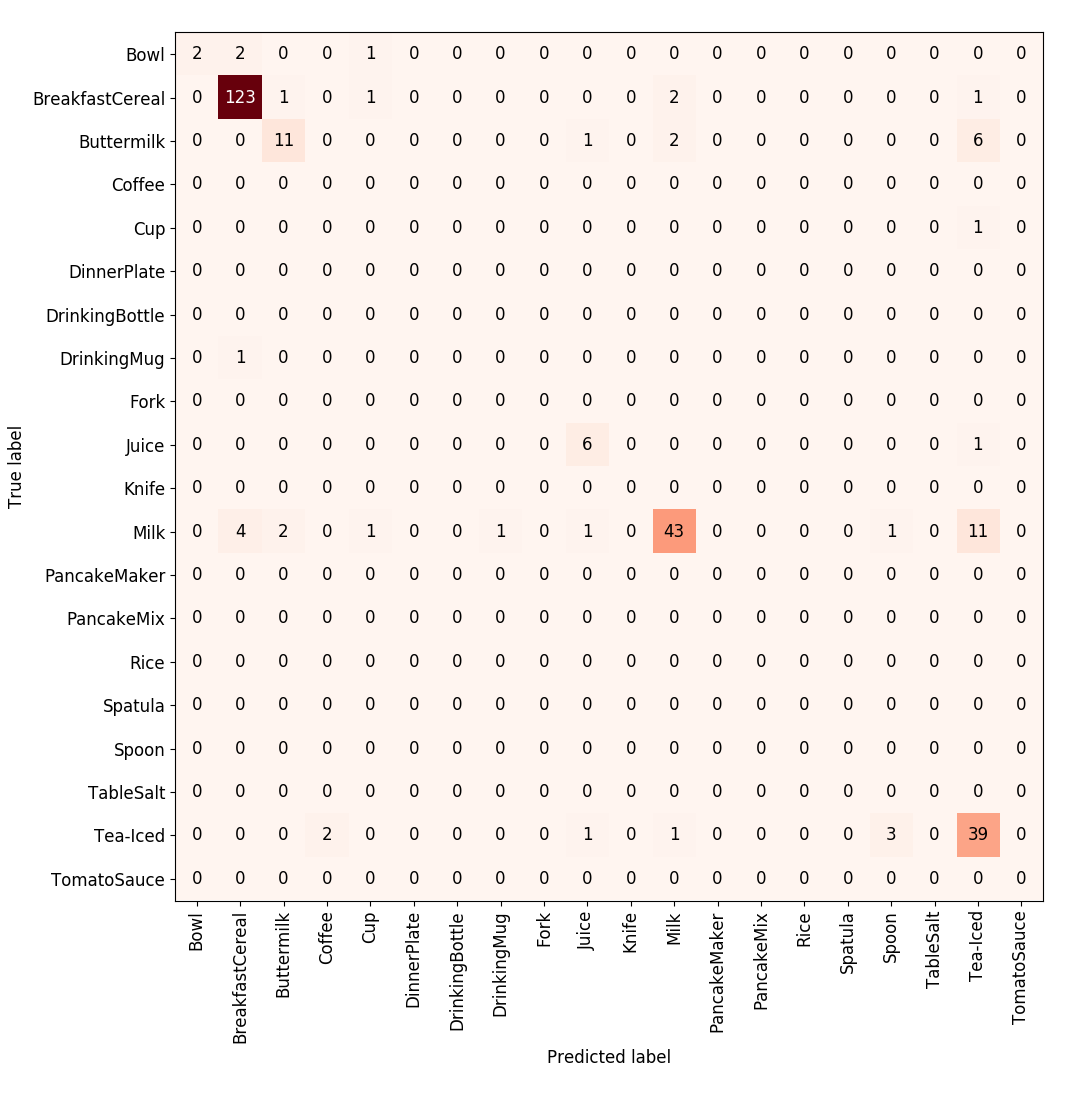 Bowl 2 2 0 0 1 0 0 0 0 0 0 0 0 0 0 0 0 0 0 0
BreakfastCereal 0 123 1 0 1 0 0 0 0 0 0 2 0 0 0 0 0 0 1 0
Buttermilk 0 0 11 0 0 0 0 0 0 1 0 2 0 0 0 0 0 0 6 0
Coffee 0 0 0 0 0 0 0 0 0 0 0 0 0 0 0 0 0 0 0 0
Cup 0 0 0 0 0 0 0 0 0 0 0 0 0 0 0 0 0 0 1 0
DinnerPlate 0 0 0 0 0 0 0 0 0 0 0 0 0 0 0 0 0 0 0 0
DrinkingBottle 0 0 0 0 0 0 0 0 0 0 0 0 0 0 0 0 0 0 0 0
DrinkingMug 0 1 0 0 0 0 0 0 0 0 0 0 0 0 0 0 0 0 0 0
Fork 0 0 0 0 0 0 0 0 0 0 0 0 0 0 0 0 0 0 0 0
Juice 0 0 0 0 0 0 0 0 0 6 0 0 0 0 0 0 0 0 1 0
Knife 0 0 0 0 0 0 0 0 0 0 0 0 0 0 0 0 0 0 0 0
Milk 0 4 2 0 1 0 0 1 0 1 0 43 0 0 0 0 1 0 11 0
PancakeMaker 0 0 0 0 0 0 0 0 0 0 0 0 0 0 0 0 0 0 0 0
PancakeMix 0 0 0 0 0 0 0 0 0 0 0 0 0 0 0 0 0 0 0 0
Rice 0 0 0 0 0 0 0 0 0 0 0 0 0 0 0 0 0 0 0 0
Spatula 0 0 0 0 0 0 0 0 0 0 0 0 0 0 0 0 0 0 0 0
Spoon 0 0 0 0 0 0 0 0 0 0 0 0 0 0 0 0 0 0 0 0
TableSalt 0 0 0 0 0 0 0 0 0 0 0 0 0 0 0 0 0 0 0 0
Tea-Iced 0 0 0 2 0 0 0 0 0 1 0 1 0 0 0 0 3 0 39 0
TomatoSauce 0 0 0 0 0 0 0 0 0 0 0 0 0 0 0 0 0 0 0 0
True label
Bowl
BreakfastCereal
Buttermilk
Coffee
Cup
DinnerPlate
DrinkingBottle
DrinkingMug
Fork
Juice
Knife
Milk
PancakeMaker
PancakeMix
Rice
Spatula
Spoon
TableSalt
Tea-Iced
TomatoSauce
Predicted label